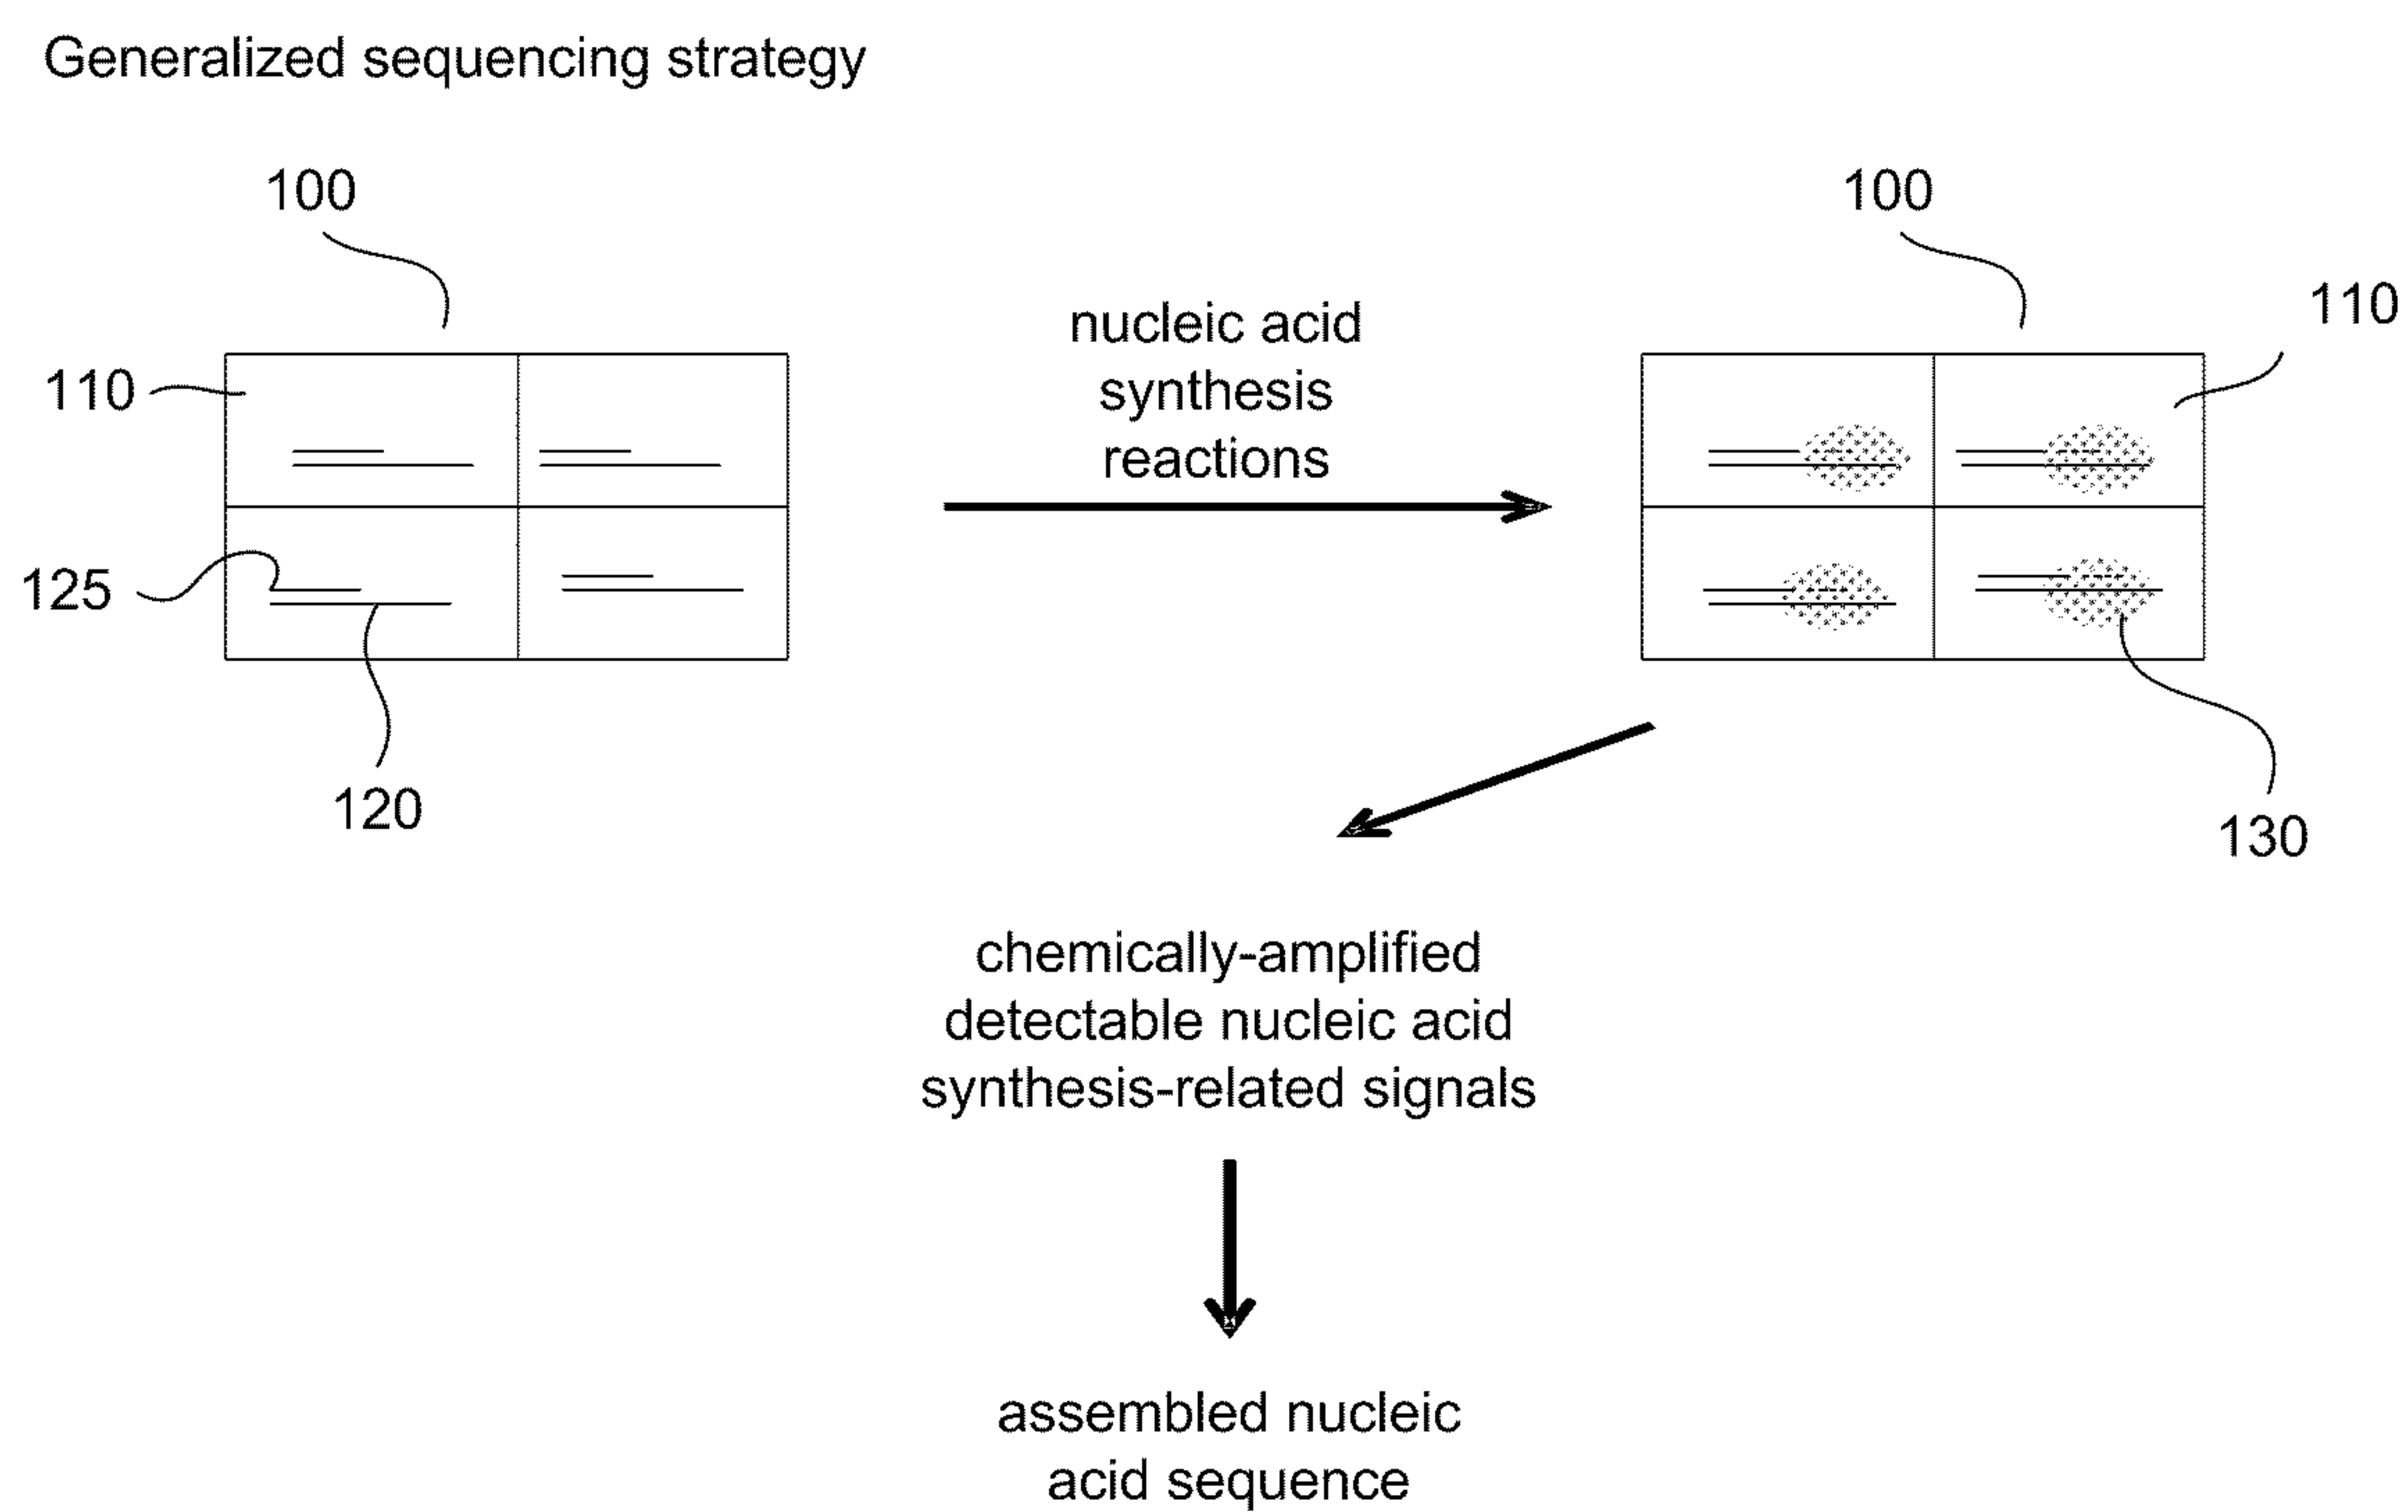 Generalized sequencing strategy
100
100
110
nucleic acid
synthesis
reactions
110
125
120
130
chemically-amplified
detectable nucleic acid
synthesis-related signals
assembled nucleic
acid sequence